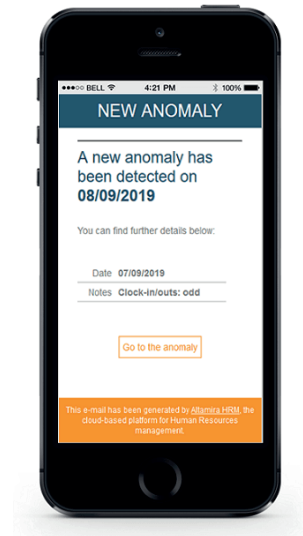 ●●●○○ BELL 4:21 PM 100%
NEW ANOMALY
A new anomaly has
been detected on
08/09/2019
You can find further details below:
Date 07/09/2019
Notes Clock-in/outs: odd
Go to the anomaly
This e-mail has been generated by Altamira HRM, the
cloud-based platform for Human Resources
management.